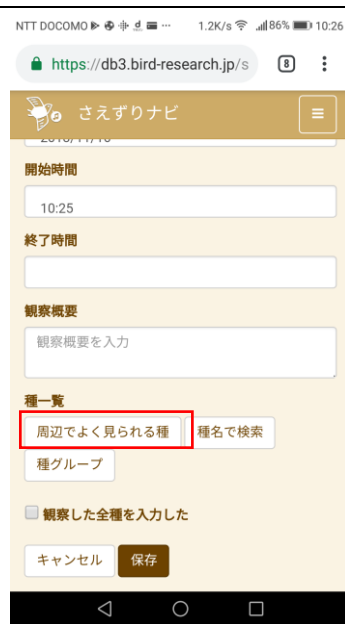 NTT DOCOMO 1.2K/s 86% 10:26
https://db3.bird-research.jp/s 8
さえずりナビ
開始時間
10:25
終了時間
観察概要
観察概要を入力
種一覧
周辺でよく見られる種 種名で検索
種グループ
観察した全種を入力した
キャンセル 保存